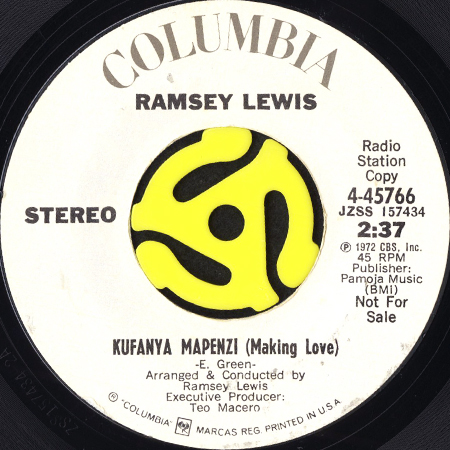 COLUMBIA
RAMSEY LEWIS
STEREO
Radio
Station
Copy
4-45766
JZSS 157434
2:37
Ⓟ 1972 CBS, Inc.
45 RPM
Publisher:
Pamoja Music
(BMI)
Not For
Sale
KUFANYA MAPENZI (Making Love)
-E. Green-
Arranged & Conducted by
Ramsey Lewis
Executive Producer:
Teo Macero
® "COLUMBIA" MARCAS REG. PRINTED IN U.S.A.